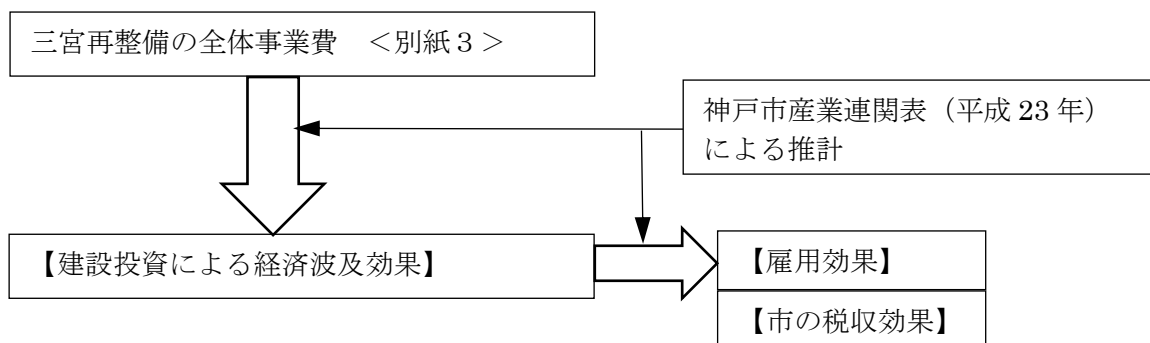 三宮再整備の全体事業費　＜別紙３＞
神戸市産業連関表（平成 23 年）
による推計
【建設投資による経済波及効果】
【雇用効果】
【市の税収効果】